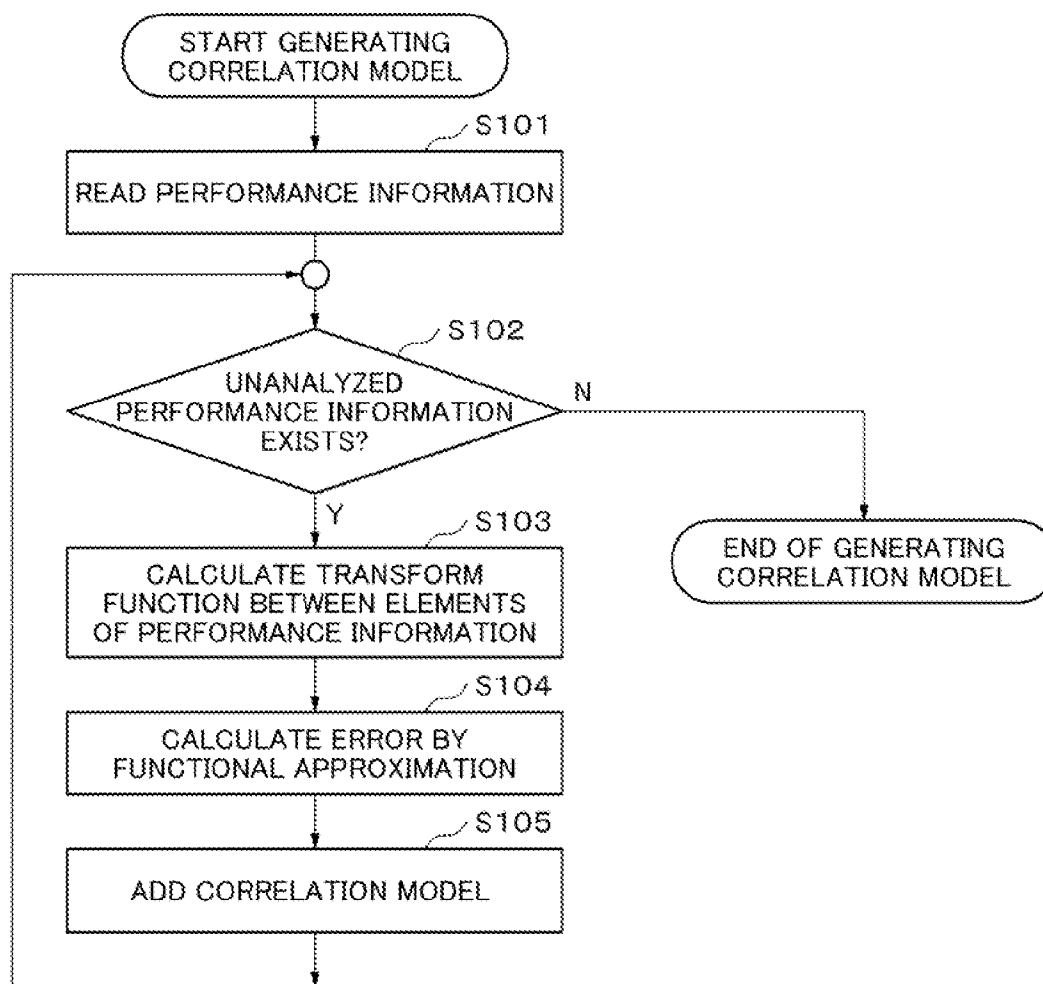 START GENERATING
CORRELATION MODEL
S101
READ PERFORMANCE INFORMATION
S102
UNANALYZED
PERFORMANCE INFORMATION
EXISTS?
N
Y
S103
CALCULATE TRANSFORM
FUNCTION BETWEEN ELEMENTS
OF PERFORMANCE INFORMATION
END OF GENERATING
CORRELATION MODEL
S104
CALCULATE ERROR BY
FUNCTIONAL APPROXIMATION
S105
ADD CORRELATION MODEL